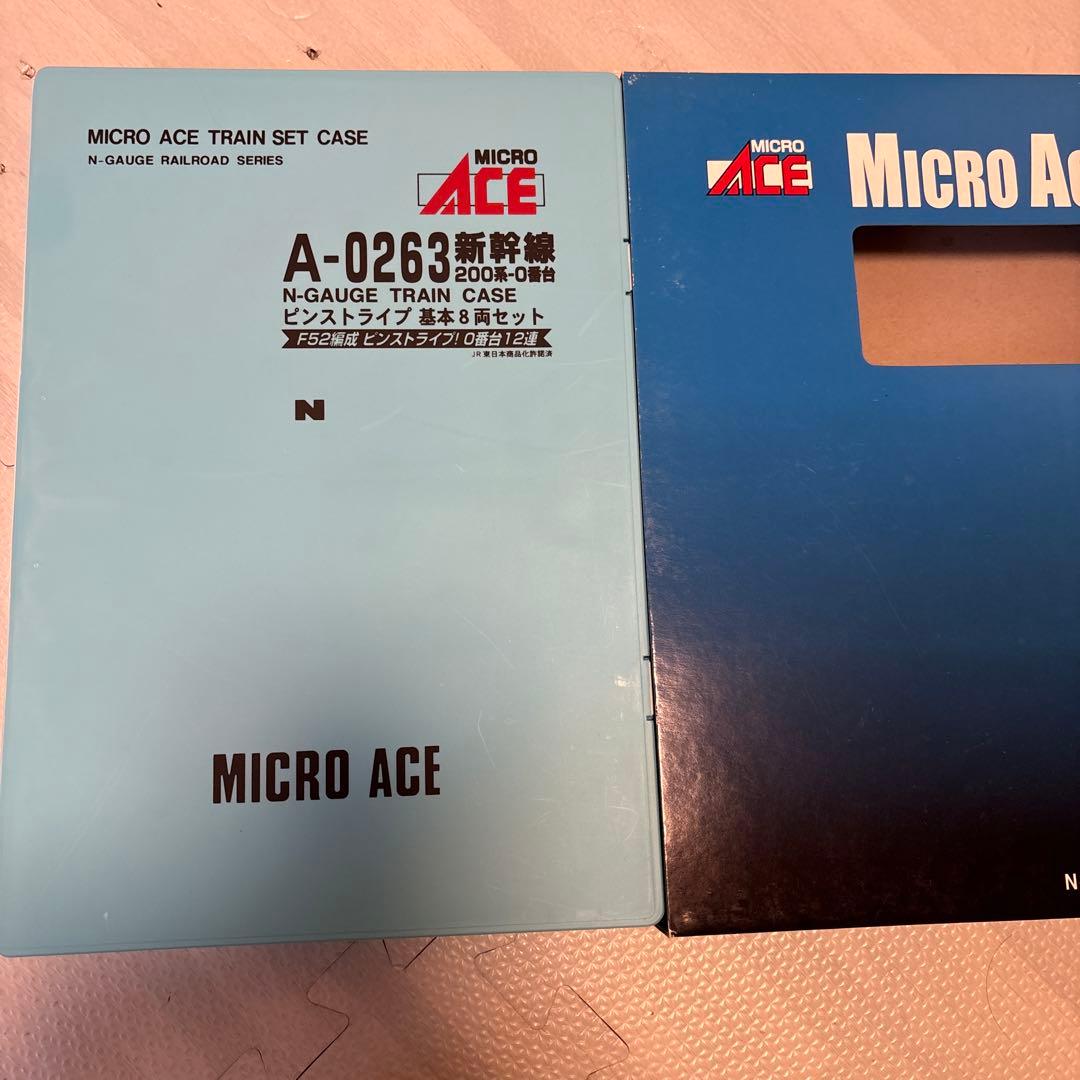 MICRO ACE TRAIN SET CASE
N-GAUGE RAILROAD SERIES
MICRO
ACE
A-0263 新幹線
200系-0番台
N-GAUGE TRAIN CASE
ピンストライプ 基本8両セット
F52編成 ピンストライプ! 0番台12連
JR東日本商品化許諾済
N
MICRO ACE
MICRO
ACE
MICRO AC
N